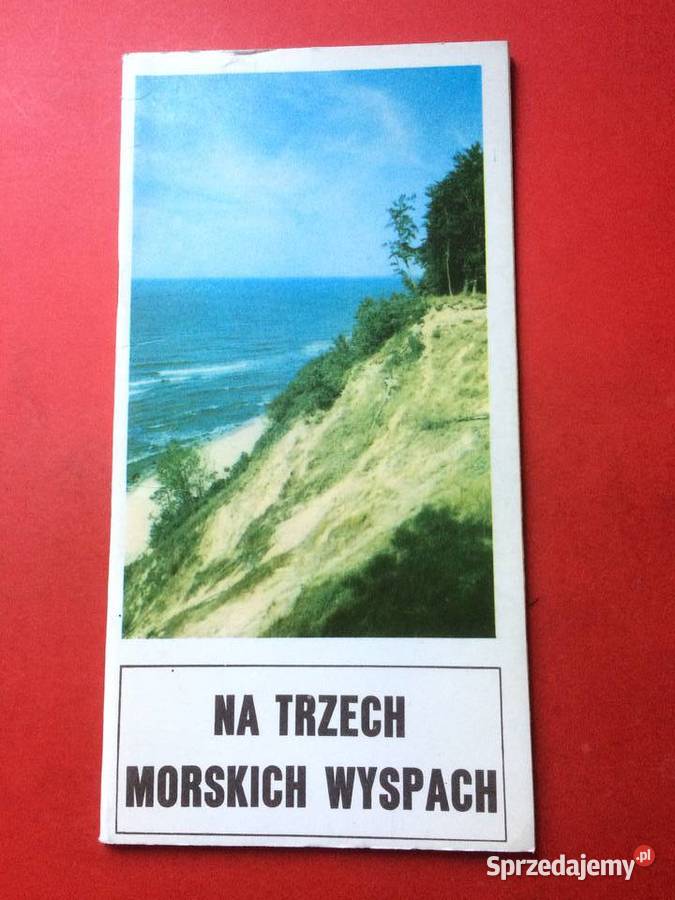 NA TRZECH
MORSKICH WYSPACH
Sprzedajemy.pl